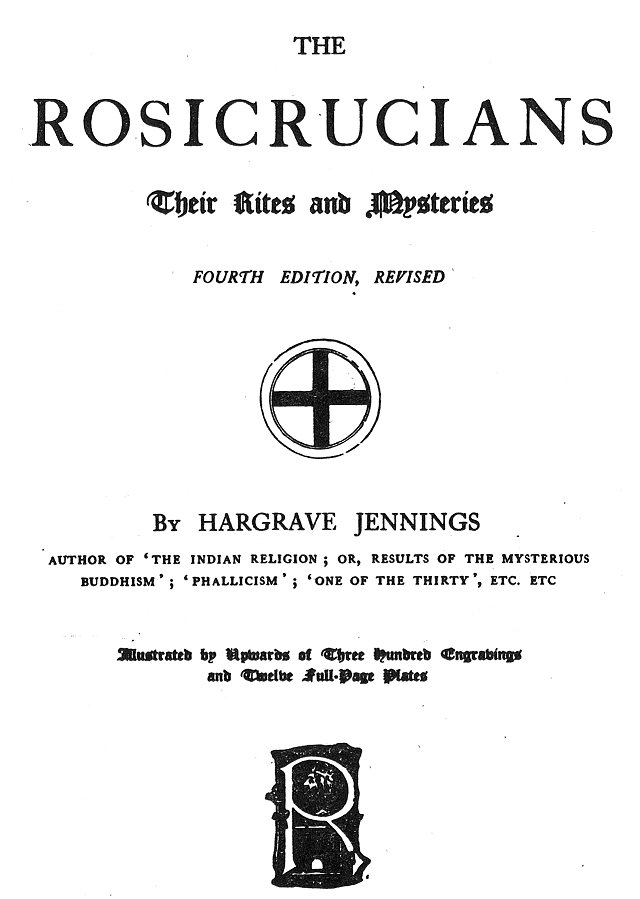 THE
ROSICRUCIANS
Their Rites and Mysteries
FOURTH EDITION, REVISED
By HARGRAVE JENNINGS
AUTHOR OF ‘THE INDIAN RELIGION ; OR, RESULTS OF THE MYSTERIOUS
BUDDHISM’ ; ‘PHALLICISM’ ; ‘ONE OF THE THIRTY’, ETC. ETC
Illustrated by Upwards of Three Hundred Engravings
and Twelve Full-Page Plates
R